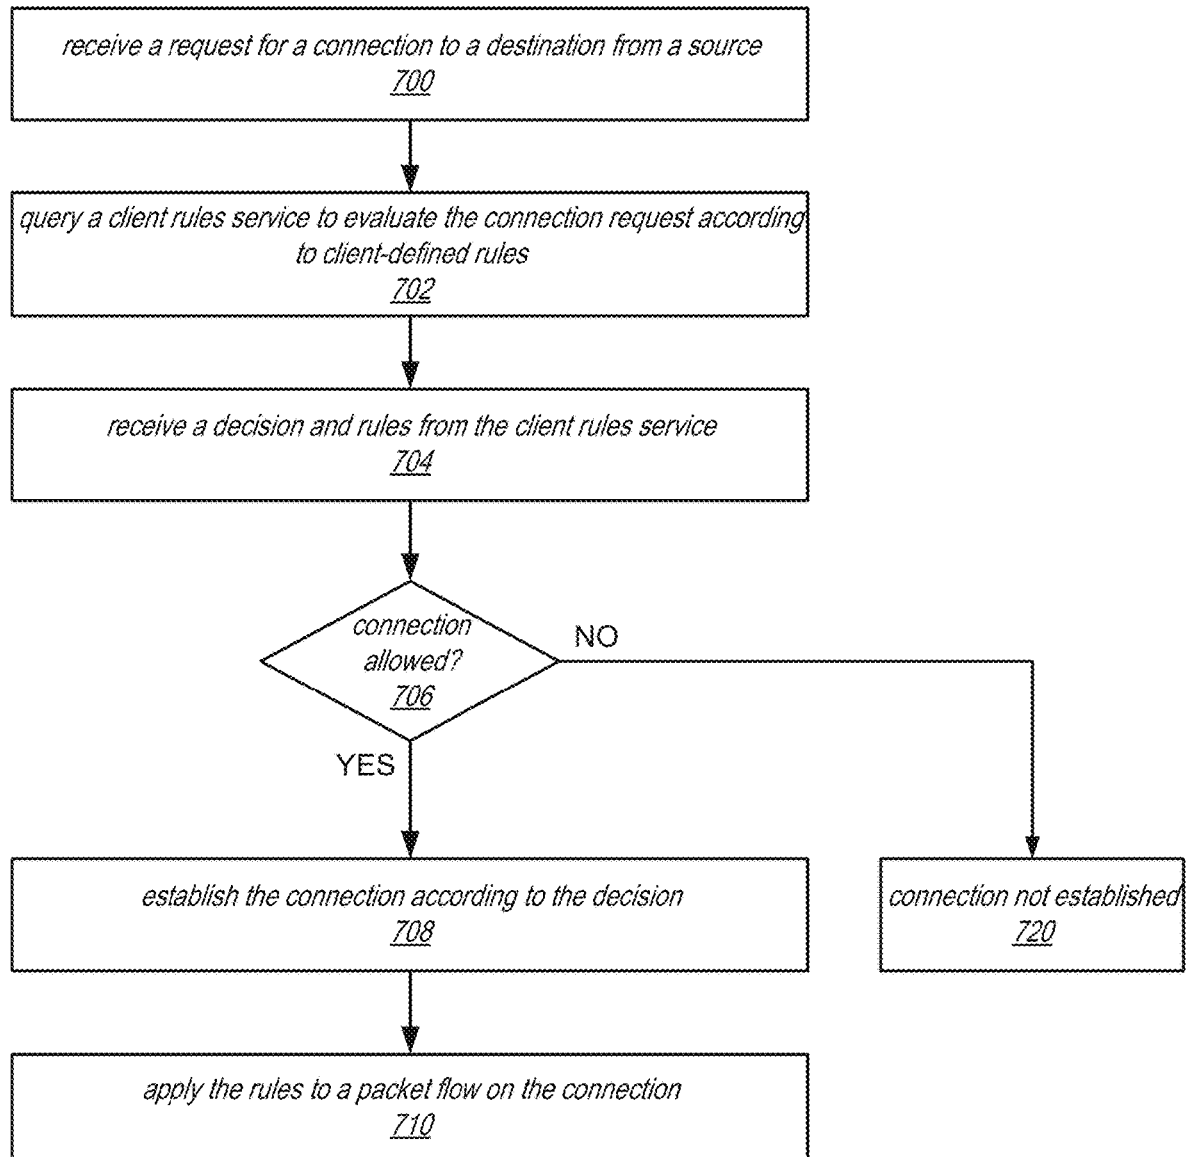 receive a request for a connection to a destination from a source
700
query a client rules service to evaluate the connection request according
to client-defined rules
702
receive a decision and rules from the client rules service
704
connection
allowed?
706
NO
YES
establish the connection according to the decision
708
connection not established
720
apply the rules to a packet flow on the connection
710